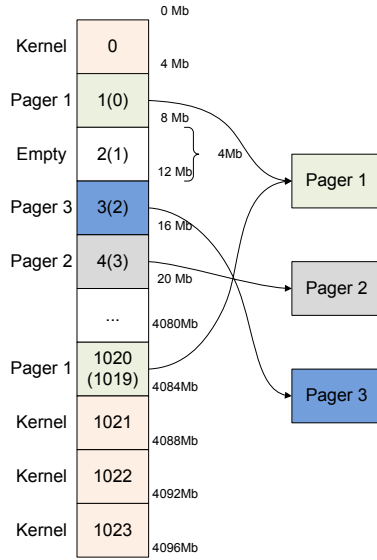 0 Mb
Kernel
0
4 Mb
Pager 1
1(0)
8 Mb
Empty
2(1)
4Mb
12 Mb
Pager 3
3(2)
16 Mb
Pager 2
4(3)
20 Mb
...
4080Mb
Pager 1
1020
(1019)
4084Mb
Kernel
1021
4088Mb
Kernel
1022
4092Mb
Kernel
1023
4096Mb
Pager 1
Pager 2
Pager 3